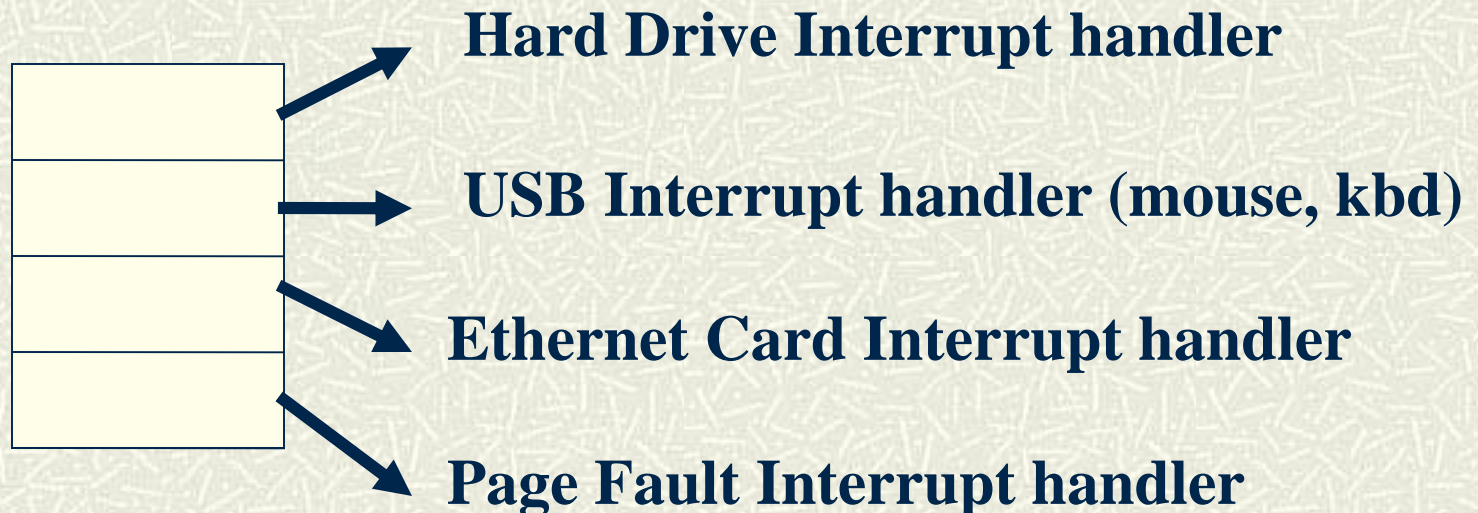 Hard Drive Interrupt handler
USB Interrupt handler (mouse, kbd)
Ethernet Card Interrupt handler
Page Fault Interrupt handler